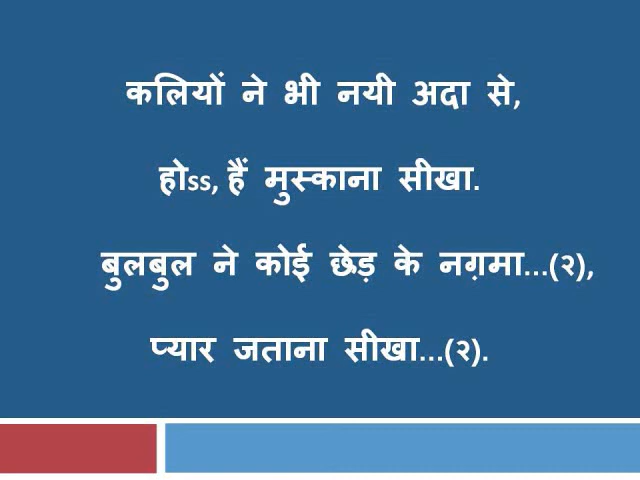 कलियों ने भी नयी अदा से,
होss, हैं मुस्काना सीखा.
बुलबुल ने कोई छेड़ के नग़मा...(२),
प्यार जताना सीखा...(२).